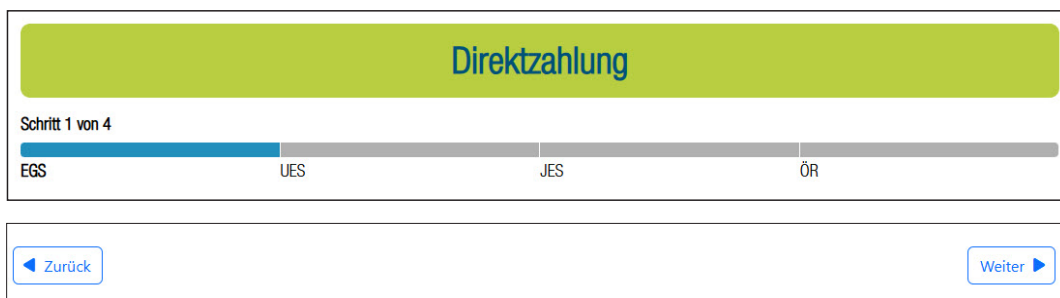 Direktzahlung
Schritt 1 von 4
EGS UES JES ÖR
Zurück Weiter